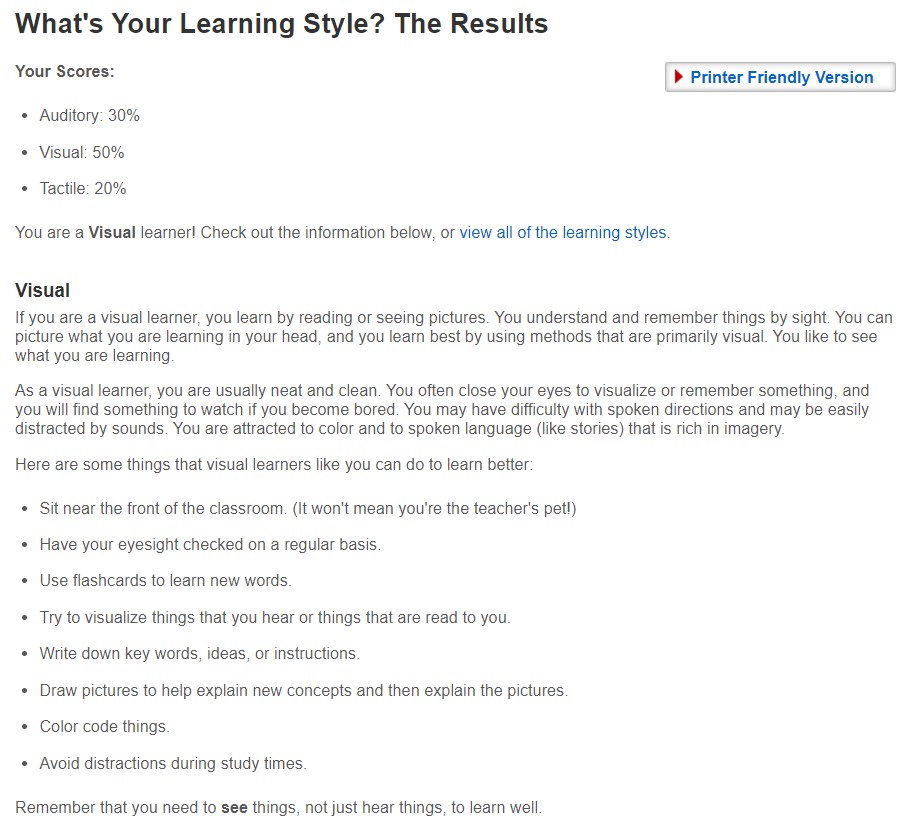 What's Your Learning Style? The Results
Your Scores:
Printer Friendly Version
• Auditory: 30%
• Visual: 50%
• Tactile: 20%
You are a Visual learner! Check out the information below, or view all of the learning styles.
Visual
If you are a visual learner, you learn by reading or seeing pictures. You understand and remember things by sight. You can
picture what you are learning in your head, and you learn best by using methods that are primarily visual. You like to see
what you are learning.
As a visual learner, you are usually neat and clean. You often close your eyes to visualize or remember something, and
you will find something to watch if you become bored. You may have difficulty with spoken directions and may be easily
distracted by sounds. You are attracted to color and to spoken language (like stories) that is rich in imagery.
Here are some things that visual learners like you can do to learn better:
• Sit near the front of the classroom. (It won't mean you're the teacher's pet!)
• Have your eyesight checked on a regular basis.
• Use flashcards to learn new words.
• Try to visualize things that you hear or things that are read to you.
• Write down key words, ideas, or instructions.
• Draw pictures to help explain new concepts and then explain the pictures.
• Color code things.
• Avoid distractions during study times.
Remember that you need to see things, not just hear things, to learn well.